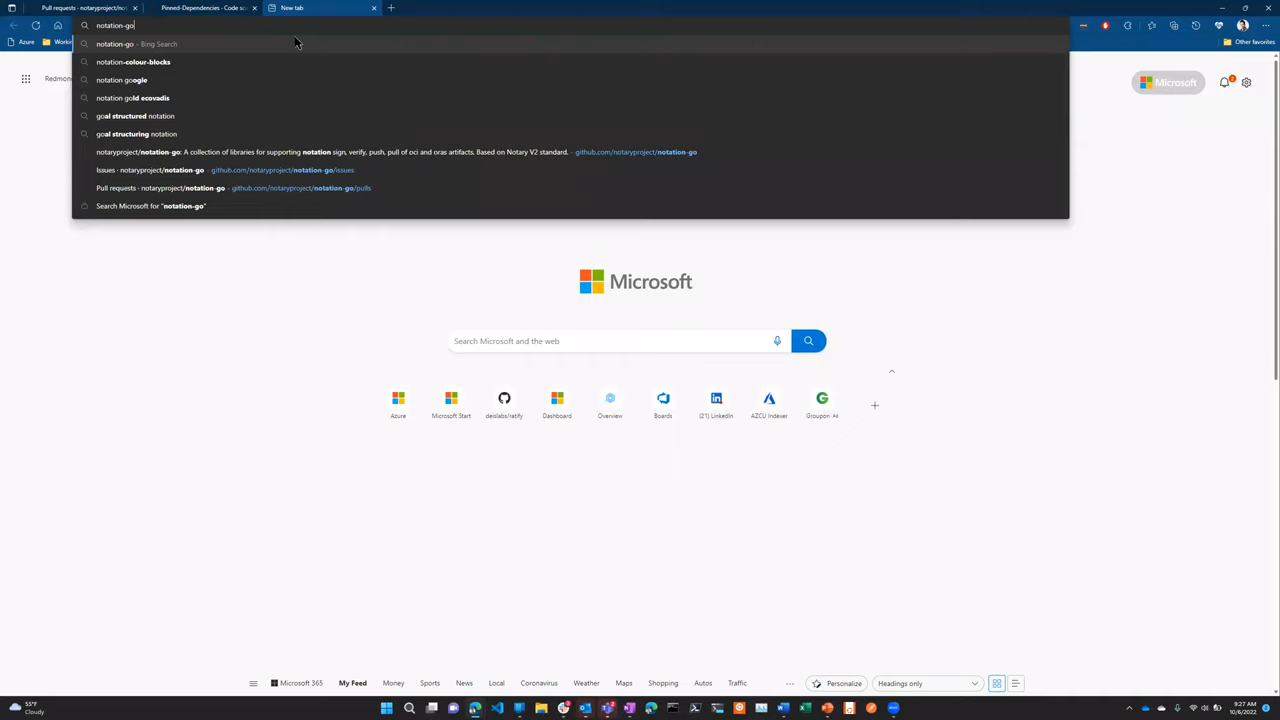 Pull requests · notaryproject/no
Pinned-Dependencies · Code sca
New tab
notation-go
Azure
Workin
Other favorites
notation-go - Bing Search
notation-colour-blocks
notation google
notation gold ecovadis
goal structured notation
goal structuring notation
notaryproject/notation-go: A collection of libraries for supporting notation sign, verify, push, pull of oci and oras artifacts. Based on Notary V2 standard. - github.com/notaryproject/notation-go
Issues · notaryproject/notation-go - github.com/notaryproject/notation-go/issues
Pull requests · notaryproject/notation-go - github.com/notaryproject/notation-go/pulls
Search Microsoft for "notation-go"
Redmon
Microsoft
2
Microsoft
Search Microsoft and the web
Azure
Microsoft Start
deislabs/ratify
Dashboard
Overview
Boards
(21) LinkedIn
AZCU Indexer
Groupon
Microsoft 365
My Feed
Money
Sports
News
Local
Coronavirus
Weather
Maps
Shopping
Traffic
Personalize
Headings only
55°F
Cloudy
9:27 AM
10/6/2022